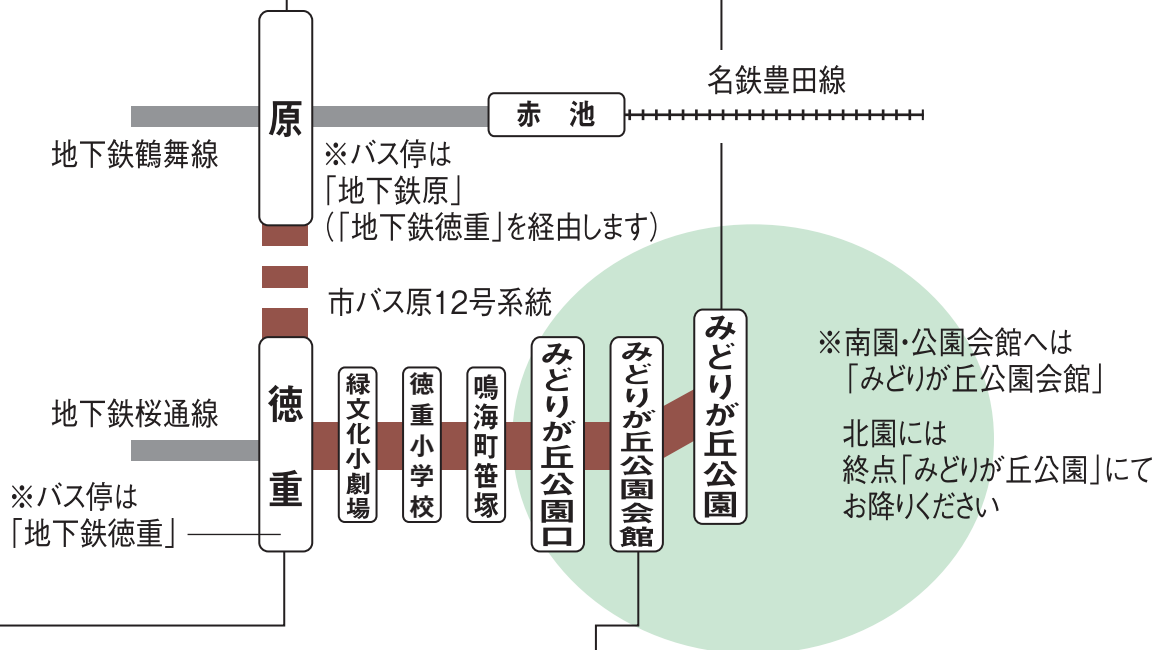 名鉄豊田線
原
赤池
地下鉄鶴舞線
※バス停は
「地下鉄原」
(「地下鉄徳重」を経由します)
市バス原12号系統
地下鉄桜通線
徳重
緑文化小劇場
徳重小学校
鳴海町笹塚
みどりが丘公園口
みどりが丘公園会館
みどりが丘公園
※南園・公園会館へは
「みどりが丘公園会館」
北園には
終点「みどりが丘公園」にて
お降りください
※バス停は
「地下鉄徳重」